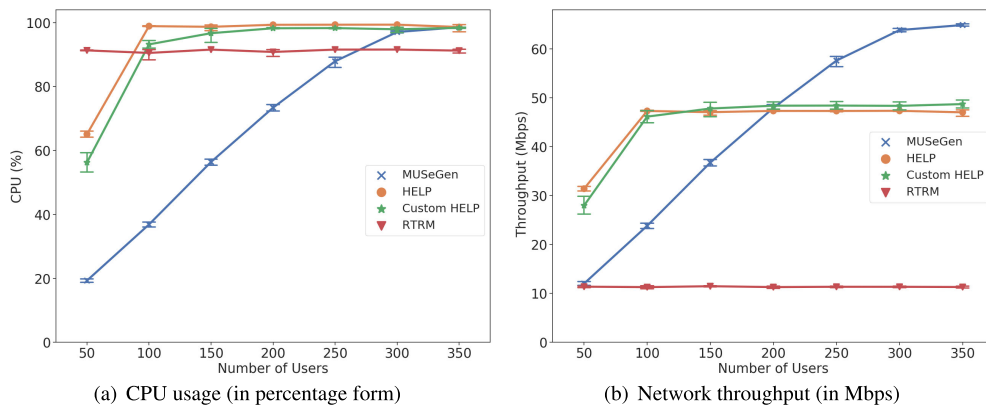 100
80
60
40
20
0
CPU (%)
50 100 150 200 250 300 350
Number of Users
MUSeGen
HELP
Custom HELP
RTRM
(a) CPU usage (in percentage form)
60
50
40
30
20
10
0
Throughput (Mbps)
50 100 150 200 250 300 350
Number of Users
MUSeGen
HELP
Custom HELP
RTRM
(b) Network throughput (in Mbps)